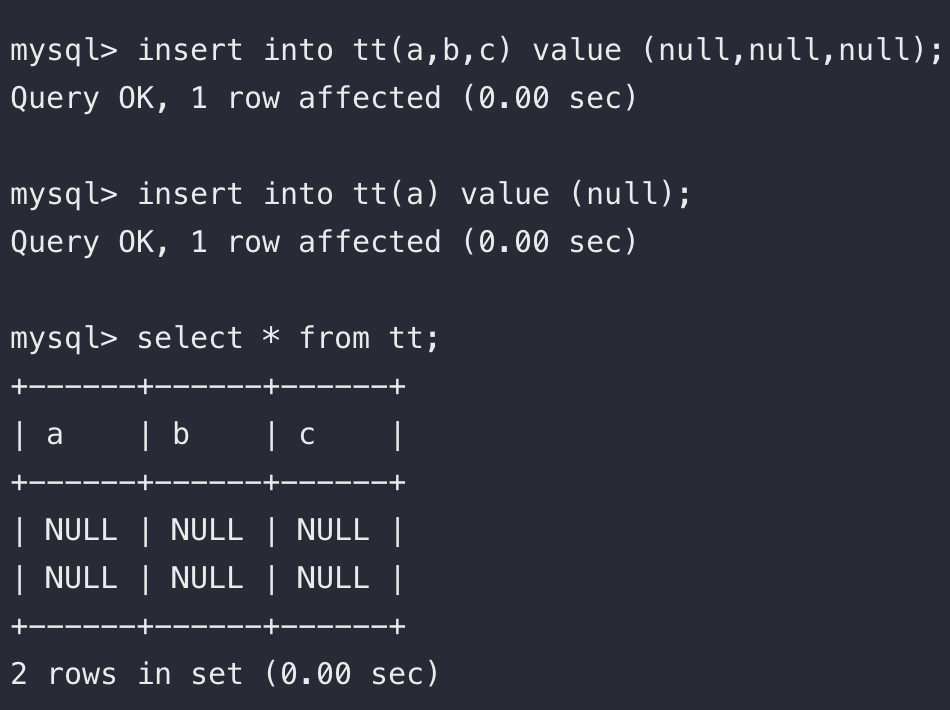 mysql> insert into tt(a,b,c) value (null,null,null);
Query OK, 1 row affected (0.00 sec)

mysql> insert into tt(a) value (null);
Query OK, 1 row affected (0.00 sec)

mysql> select * from tt;
+------+------+------+
| a    | b    | c    |
+------+------+------+
| NULL | NULL | NULL |
| NULL | NULL | NULL |
+------+------+------+
2 rows in set (0.00 sec)